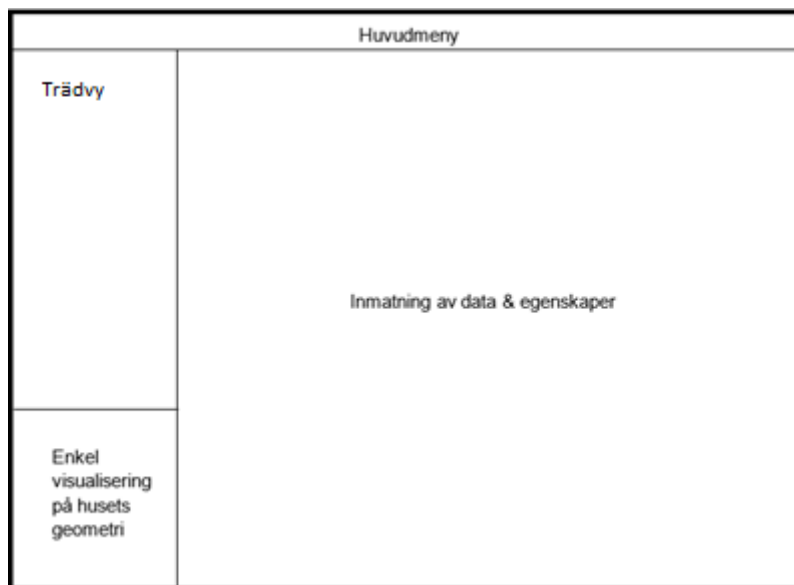 Huvudmeny
Trädvy
Inmatning av data & egenskaper
Enkel
visualisering
på husets
geometri